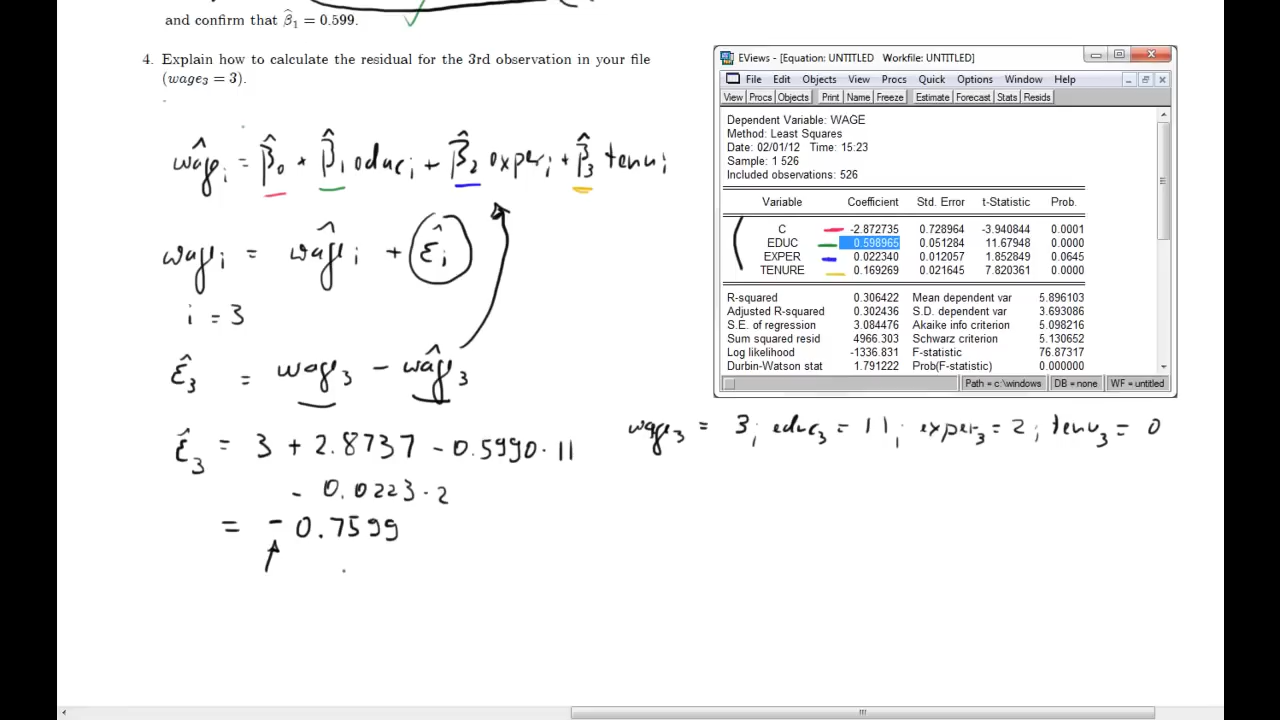 and confirm that β̂₁ = 0.599.
4. Explain how to calculate the residual for the 3rd observation in your file
(wage₃ = 3).
waĝeᵢ = β̂₀ + β̂₁ educᵢ + β̂₂ experᵢ + β̂₃ tenuᵢ
wageᵢ = waĝeᵢ + ε̂ᵢ
i = 3
ε̂₃ = wage₃ − waĝe₃
ε̂₃ = 3 + 2.8737 − 0.5990·11
− 0.0223·2
= −0.7599
EViews - [Equation: UNTITLED Workfile: UNTITLED]
File Edit Objects View Procs Quick Options Window Help
View Procs Objects Print Name Freeze Estimate Forecast Stats Resids
Dependent Variable: WAGE
Method: Least Squares
Date: 02/01/12 Time: 15:23
Sample: 1 526
Included observations: 526
Variable Coefficient Std. Error t-Statistic Prob.
C -2.872735 0.728964 -3.940844 0.0001
EDUC 0.598965 0.051284 11.67948 0.0000
EXPER 0.022340 0.012057 1.852849 0.0645
TENURE 0.169269 0.021645 7.820361 0.0000
R-squared 0.306422 Mean dependent var 5.896103
Adjusted R-squared 0.302436 S.D. dependent var 3.693086
S.E. of regression 3.084476 Akaike info criterion 5.098216
Sum squared resid 4966.303 Schwarz criterion 5.130652
Log likelihood -1336.831 F-statistic 76.87317
Durbin-Watson stat 1.791222 Prob(F-statistic) 0.000000
Path = c:\windows DB = none WF = untitled
wage₃ = 3; educ₃ = 11; exper₃ = 2; tenu₃ = 0